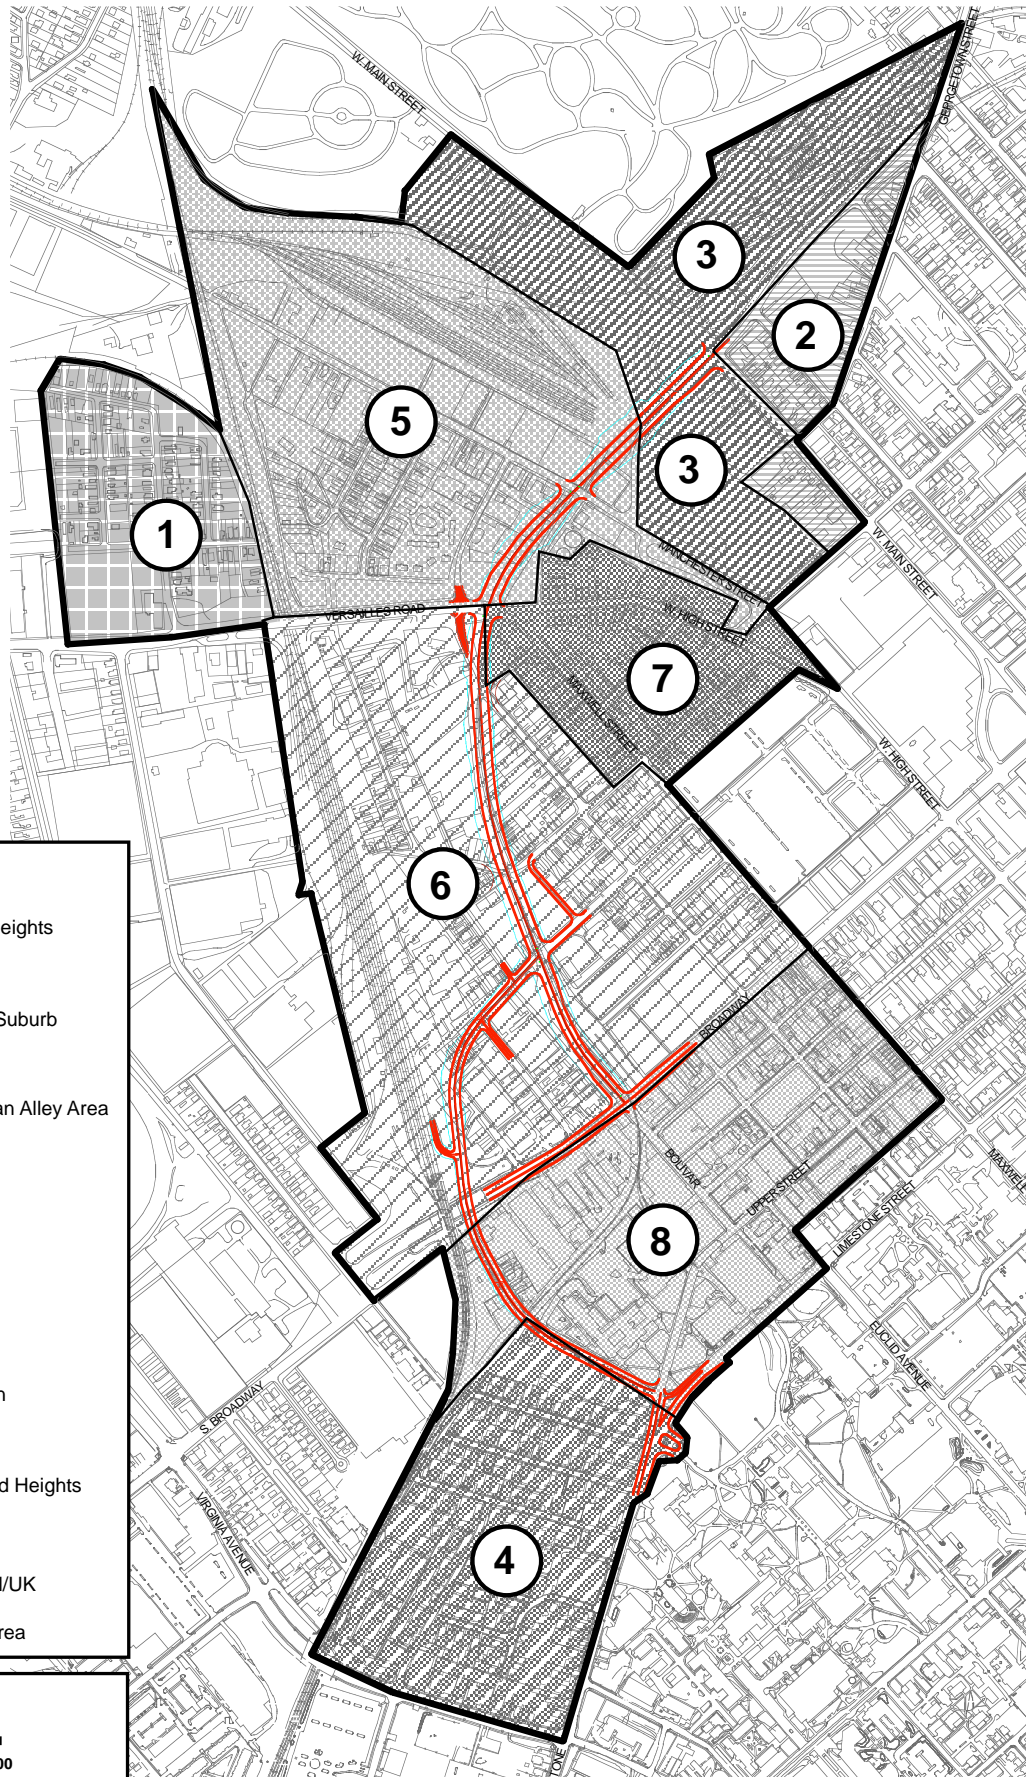 W. MAIN STREET
GEORGETOWN STREET
3
2
5
3
1
W. MAIN STREET
MANCHESTER STREET
VERSAILLES ROAD
W. HIGH STREET
7
MAXWELL STREET
W. HIGH STREET
6
eights
Suburb
BROADWAY
an Alley Area
BOLIVAR
MAXWELL
UPPER STREET
LIMESTONE STREET
8
EUCLID AVENUE
n
S. BROADWAY
d Heights
VIRGINIA AVENUE
4
l/UK
rea
TONE
00